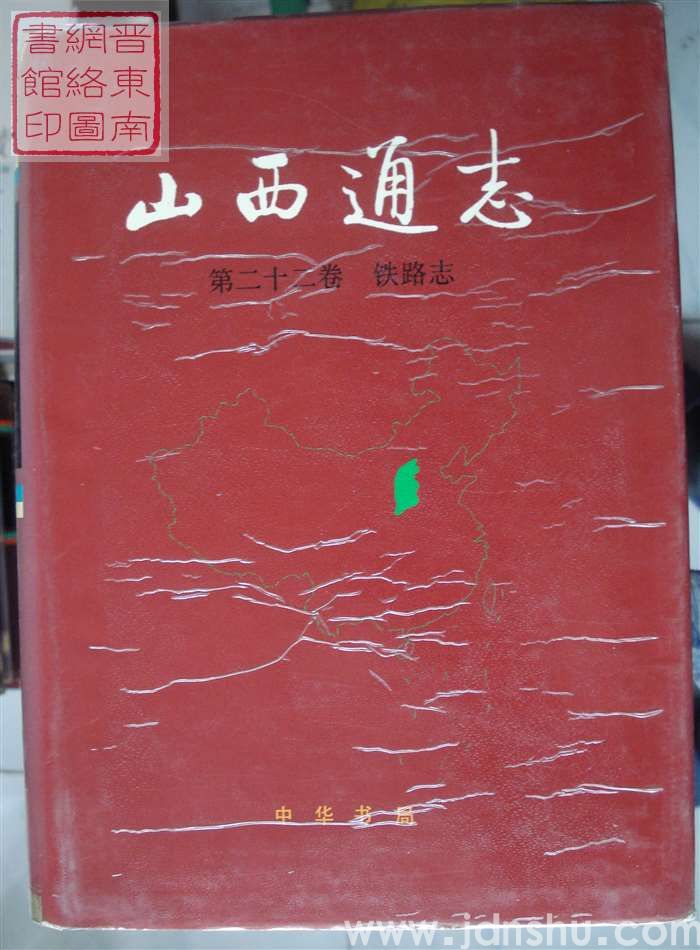 晋東南
網絡圖
書館印
山西通志
第二十二卷 铁路志
中华书局
www.jdnshu.com